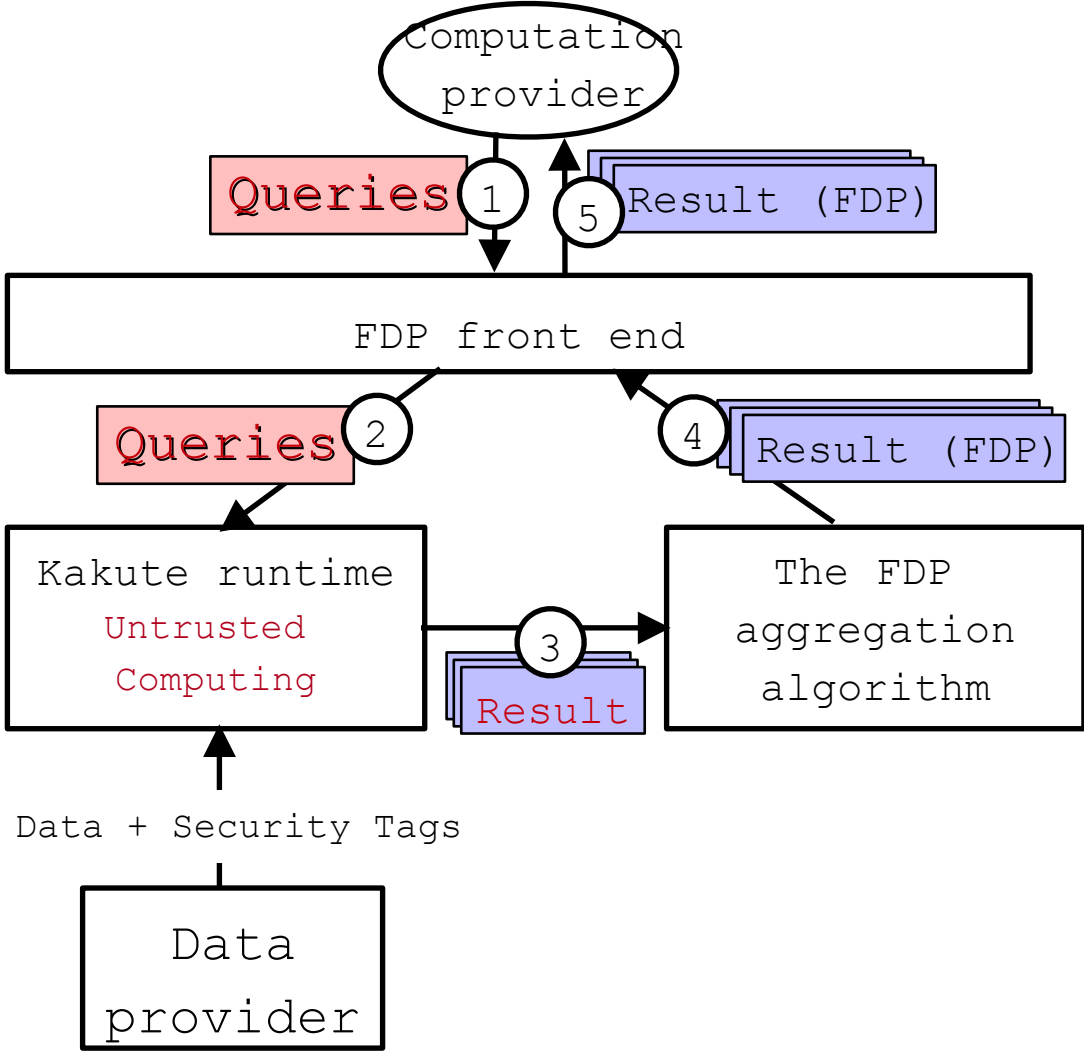 Computation
provider
Queries
1
5
Result (FDP)
FDP front end
Queries
2
4
Result (FDP)
Kakute runtime
Untrusted
Computing
3
Result
The FDP
aggregation
algorithm
Data + Security Tags
Data
provider